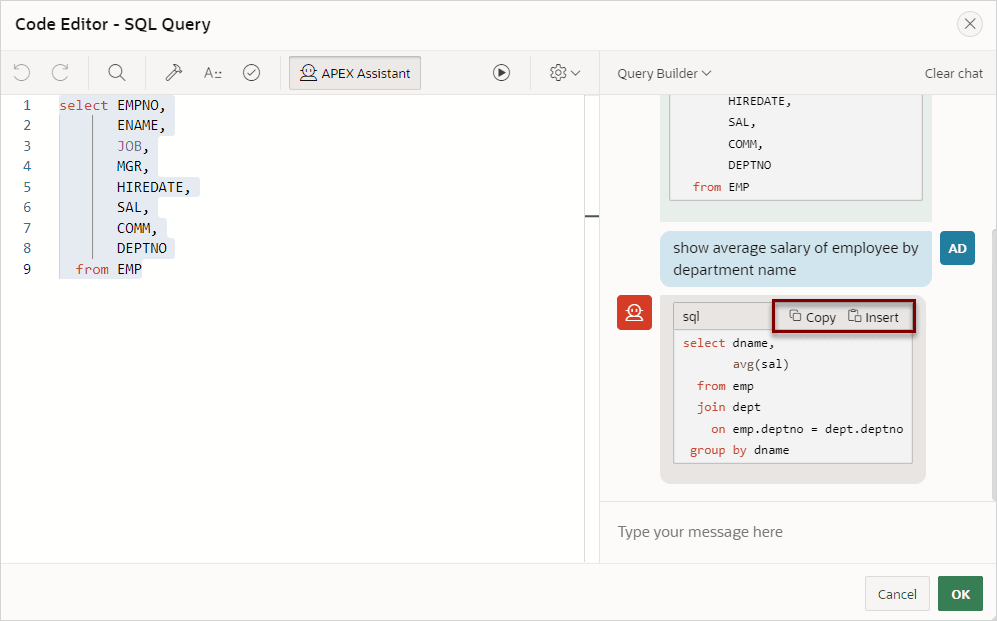 Code Editor - SQL Query
A:: APEX Assistant
Query Builder Clear chat
1 select EMPNO,
2 ENAME,
3 JOB,
4 MGR,
5 HIREDATE,
6 SAL,
7 COMM,
8 DEPTNO
9 from EMP
HIREDATE,
SAL,
COMM,
DEPTNO
from EMP
show average salary of employee by
department name
AD
sql Copy Insert
select dname,
avg(sal)
from emp
join dept
on emp.deptno = dept.deptno
group by dname
Type your message here
Cancel OK